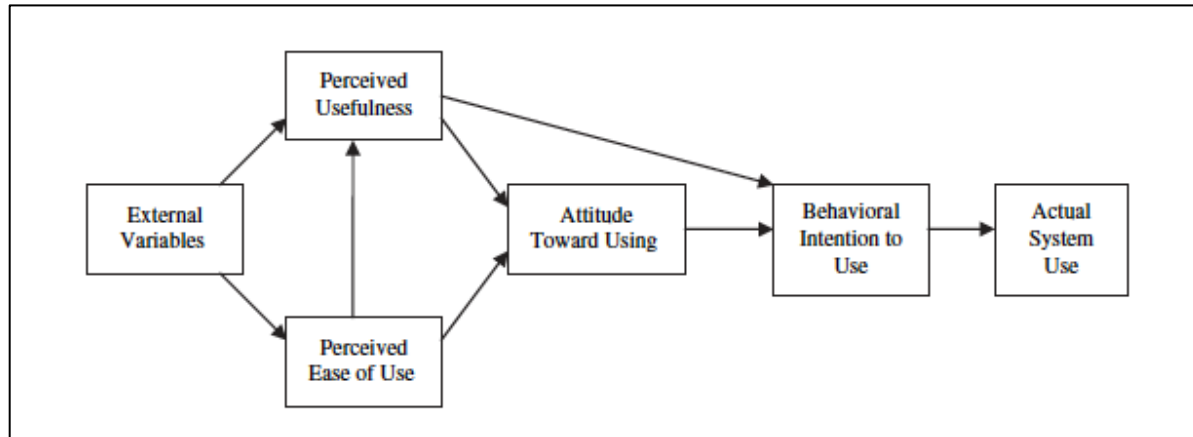 Perceived
Usefulness
External
Variables
Attitude
Toward Using
Behavioral
Intention to
Use
Actual
System
Use
Perceived
Ease of Use